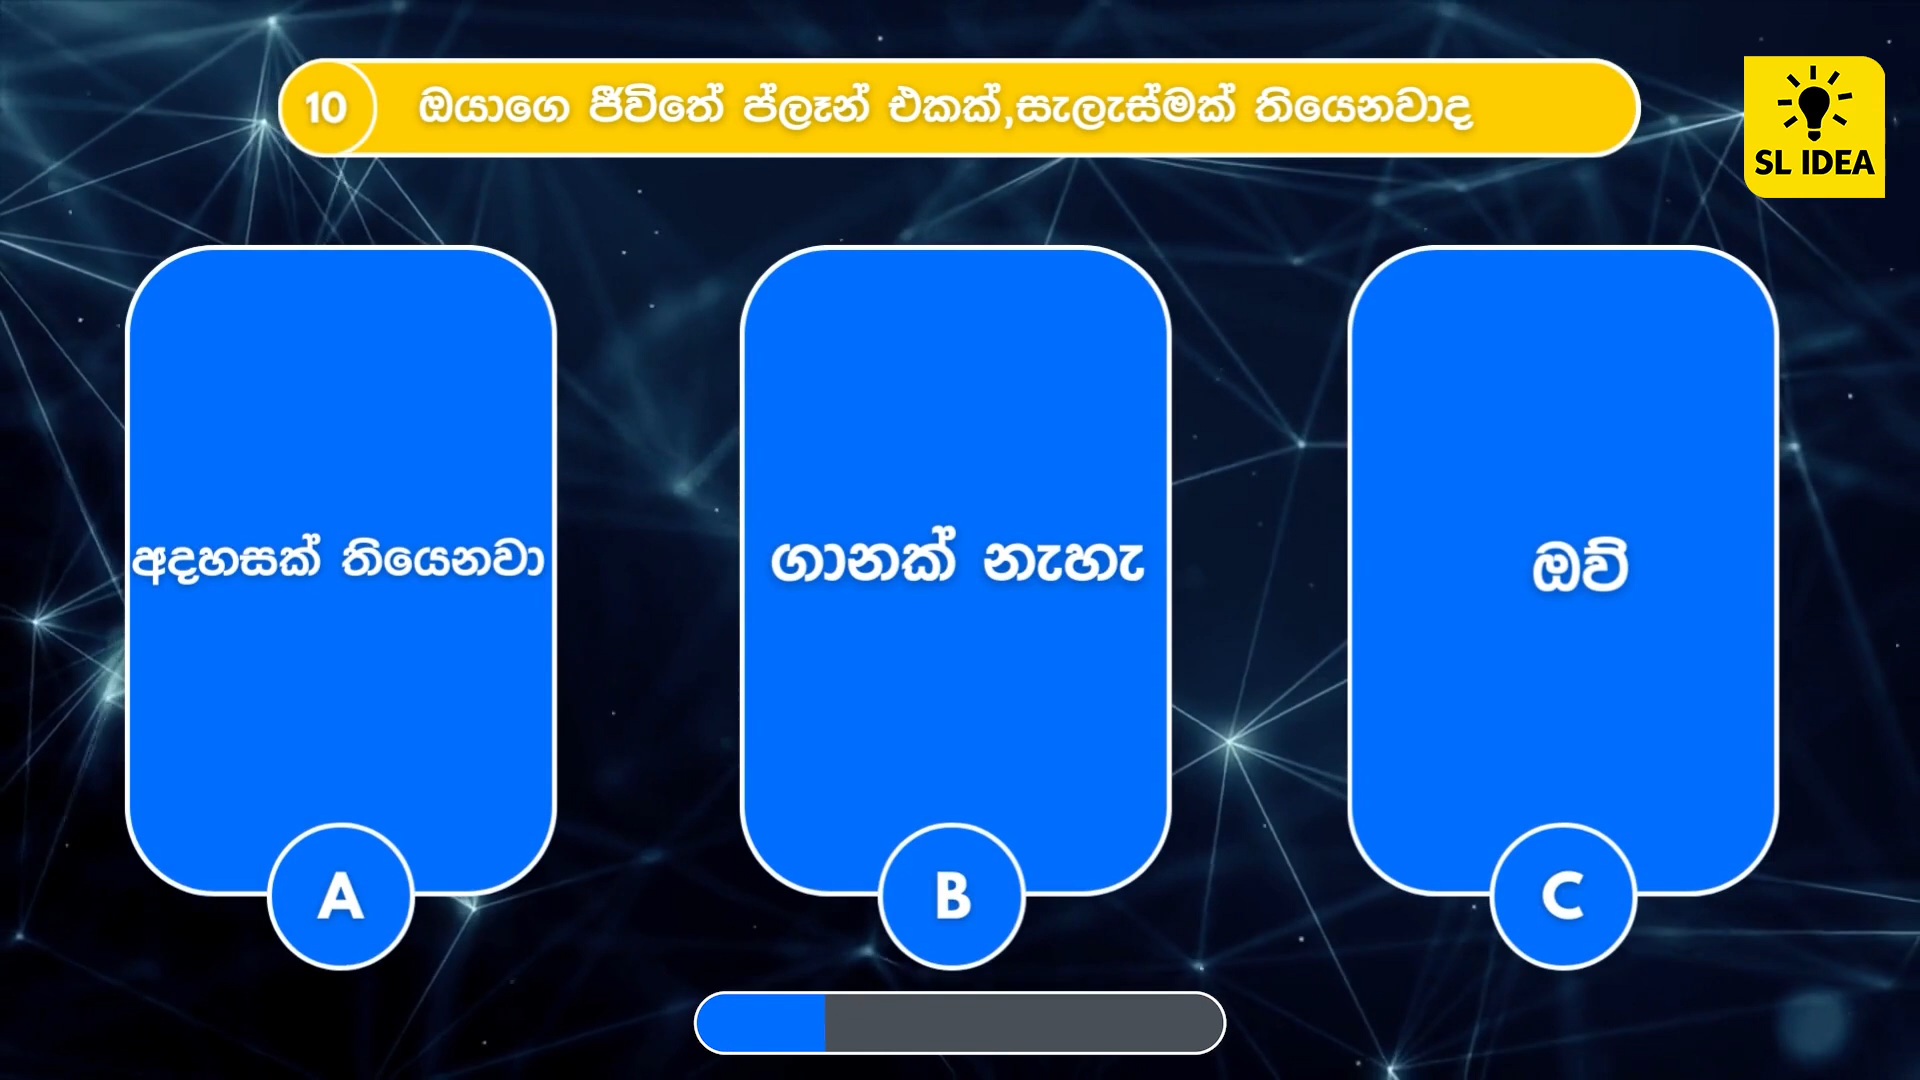 10 ඔයාගෙ ජීවිතේ ප්ලෑන් එකක්,සැලැස්මක් තියෙනවාද
SL IDEA
අදහසක් තියෙනවා
ගානක් නැහැ
ඔව්
A
B
C